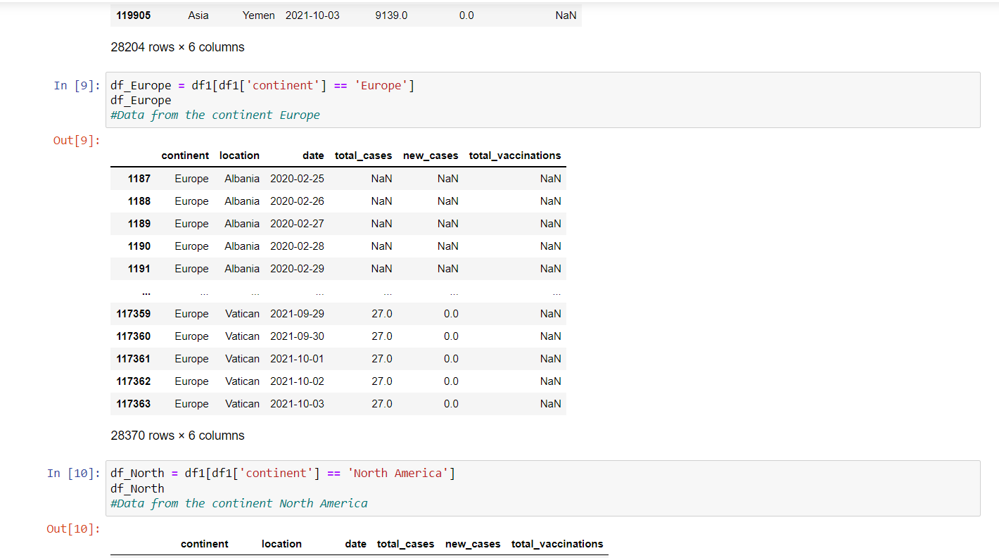 119905 Asia Yemen 2021-10-03 9139.0 0.0 NaN
28204 rows × 6 columns
In [9]: df_Europe = df1[df1['continent'] == 'Europe']
df_Europe
#Data from the continent Europe
Out[9]:
continent location date total_cases new_cases total_vaccinations
1187 Europe Albania 2020-02-25 NaN NaN NaN
1188 Europe Albania 2020-02-26 NaN NaN NaN
1189 Europe Albania 2020-02-27 NaN NaN NaN
1190 Europe Albania 2020-02-28 NaN NaN NaN
1191 Europe Albania 2020-02-29 NaN NaN NaN
... ... ... ... ... ... ...
117359 Europe Vatican 2021-09-29 27.0 0.0 NaN
117360 Europe Vatican 2021-09-30 27.0 0.0 NaN
117361 Europe Vatican 2021-10-01 27.0 0.0 NaN
117362 Europe Vatican 2021-10-02 27.0 0.0 NaN
117363 Europe Vatican 2021-10-03 27.0 0.0 NaN
28370 rows × 6 columns
In [10]: df_North = df1[df1['continent'] == 'North America']
df_North
#Data from the continent North America
Out[10]:
continent location date total_cases new_cases total_vaccinations